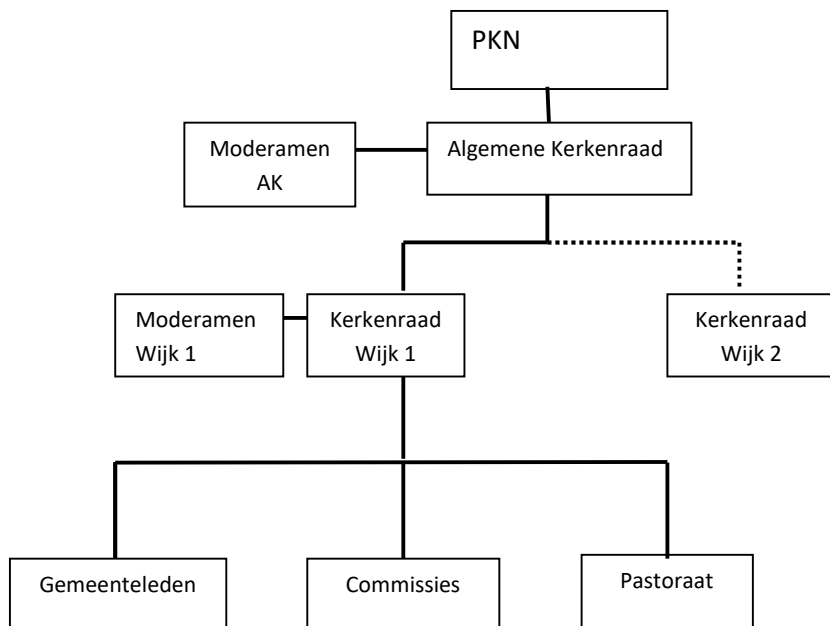 PKN
Moderamen
AK
Algemene Kerkenraad
Moderamen
Wijk 1
Kerkenraad
Wijk 1
Kerkenraad
Wijk 2
Gemeenteleden
Commissies
Pastoraat